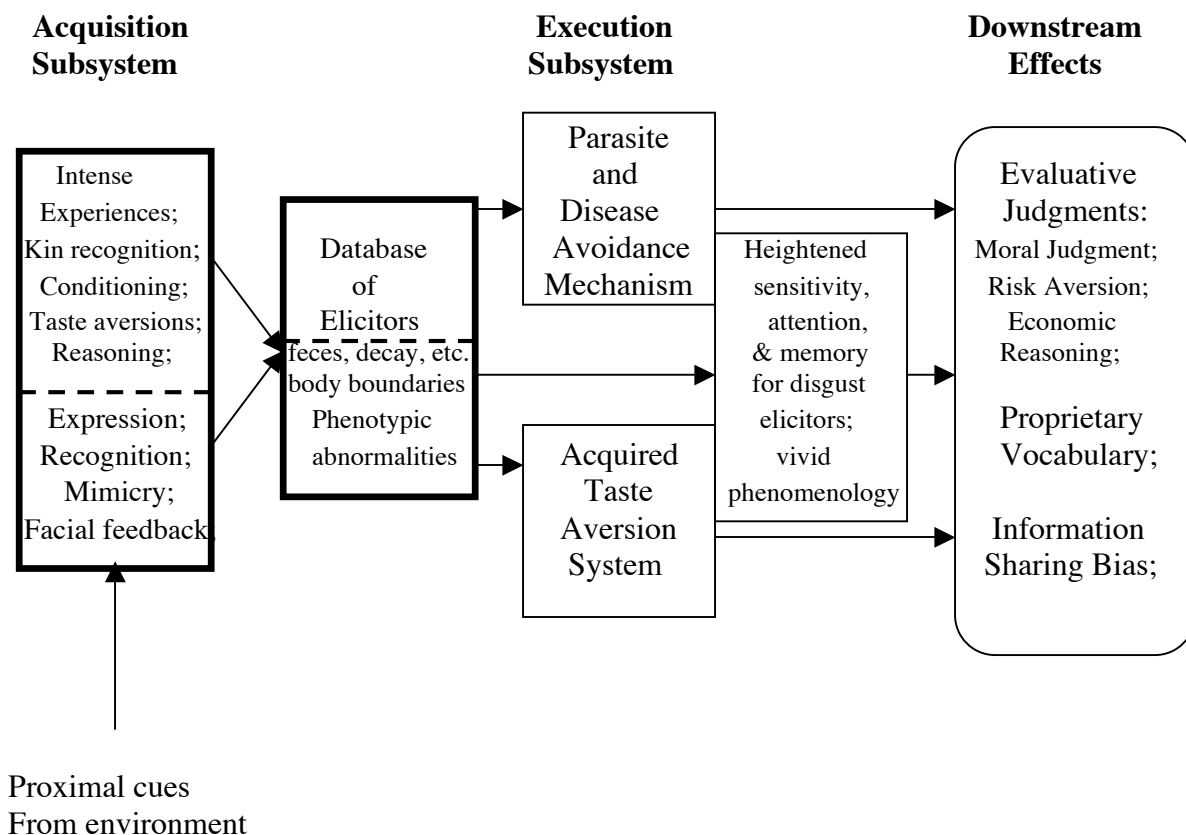 Acquisition
Subsystem
Execution
Subsystem
Downstream
Effects
Intense
Experiences;
Kin recognition;
Conditioning;
Taste aversions;
Reasoning;
Expression;
Recognition;
Mimicry;
Facial feedback;
Database
of
Elicitors
feces, decay, etc.
body boundaries
Phenotypic
abnormalities
Parasite
and
Disease
Avoidance
Mechanism
Acquired
Taste
Aversion
System
Heightened
sensitivity,
attention,
& memory
for disgust
elicitors;
vivid
phenomenology
Evaluative
Judgments:
Moral Judgment;
Risk Aversion;
Economic
Reasoning;
Proprietary
Vocabulary;
Information
Sharing Bias;
Proximal cues
From environment